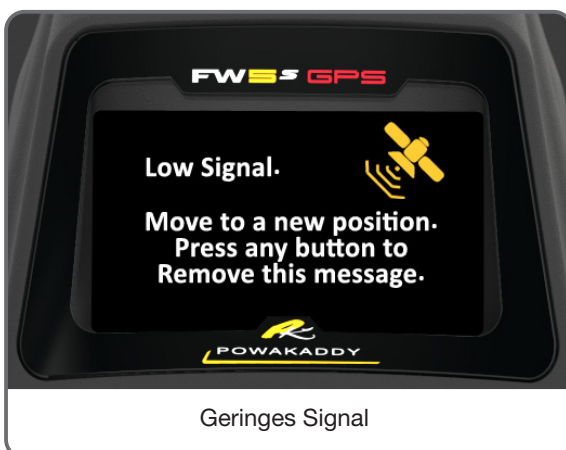 FW5s GPS
Low Signal.
Move to a new position.
Press any button to
Remove this message.
POWAKADDY
Geringes Signal